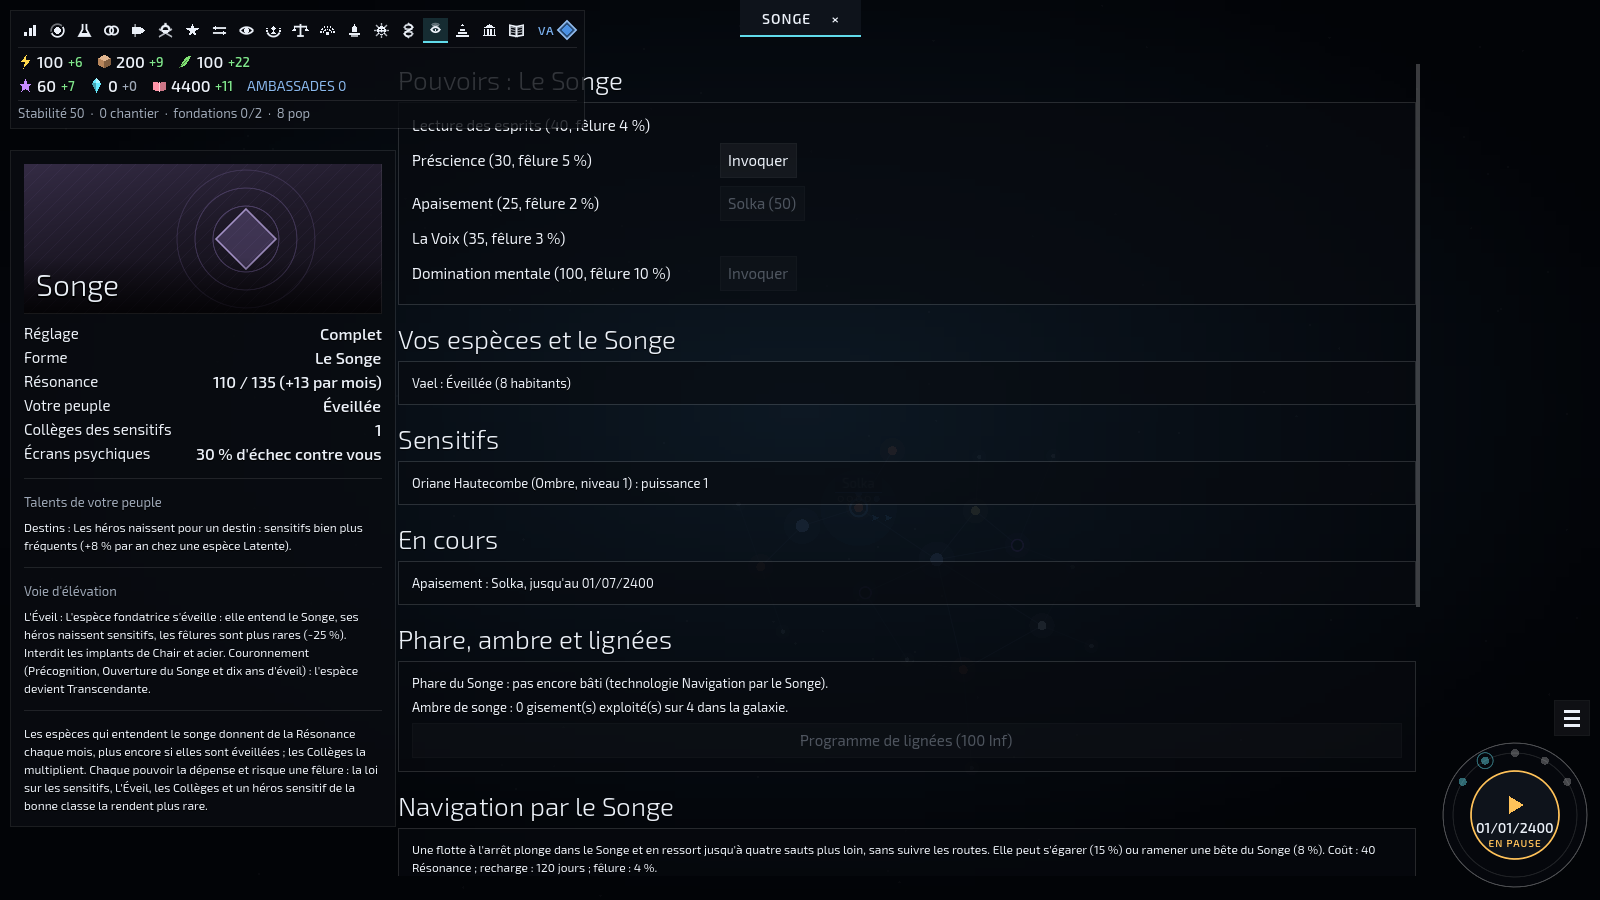 SONGE ×
VA
100 +6 200 +9 100 +22
60 +7 0 +0 4400 +11 AMBASSADES 0
Stabilité 50 · 0 chantier · fondations 0/2 · 8 pop
Songe
Réglage Complet
Forme Le Songe
Résonance 110 / 135 (+13 par mois)
Votre peuple Éveillée
Collèges des sensitifs 1
Écrans psychiques 30 % d'échec contre vous
Talents de votre peuple
Destins : Les héros naissent pour un destin : sensitifs bien plus
fréquents (+8 % par an chez une espèce Latente).
Voie d'élévation
L'Éveil : L'espèce fondatrice s'éveille : elle entend le Songe, ses
héros naissent sensitifs, les fêlures sont plus rares (-25 %).
Interdit les implants de Chair et acier. Couronnement
(Précognition, Ouverture du Songe et dix ans d'éveil) : l'espèce
devient Transcendante.
Les espèces qui entendent le songe donnent de la Résonance
chaque mois, plus encore si elles sont éveillées ; les Collèges la
multiplient. Chaque pouvoir la dépense et risque une fêlure : la loi
sur les sensitifs, L'Éveil, les Collèges et un héros sensitif de la
bonne classe la rendent plus rare.
Pouvoirs : Le Songe
Lecture des esprits (40, fêlure 4 %)
Préscience (30, fêlure 5 %) Invoquer
Apaisement (25, fêlure 2 %) Solka (50)
La Voix (35, fêlure 3 %)
Domination mentale (100, fêlure 10 %) Invoquer
Vos espèces et le Songe
Vael : Éveillée (8 habitants)
Sensitifs
Oriane Hautecombe (Ombre, niveau 1) : puissance 1
En cours
Apaisement : Solka, jusqu'au 01/07/2400
Phare, ambre et lignées
Phare du Songe : pas encore bâti (technologie Navigation par le Songe).
Ambre de songe : 0 gisement(s) exploité(s) sur 4 dans la galaxie.
Programme de lignées (100 Inf)
Navigation par le Songe
Une flotte à l'arrêt plonge dans le Songe et en ressort jusqu'à quatre sauts plus loin, sans suivre les routes. Elle peut s'égarer (15 %) ou ramener une bête du Songe (8 %). Coût : 40
Résonance ; recharge : 120 jours ; fêlure : 4 %.
01/01/2400
EN PAUSE